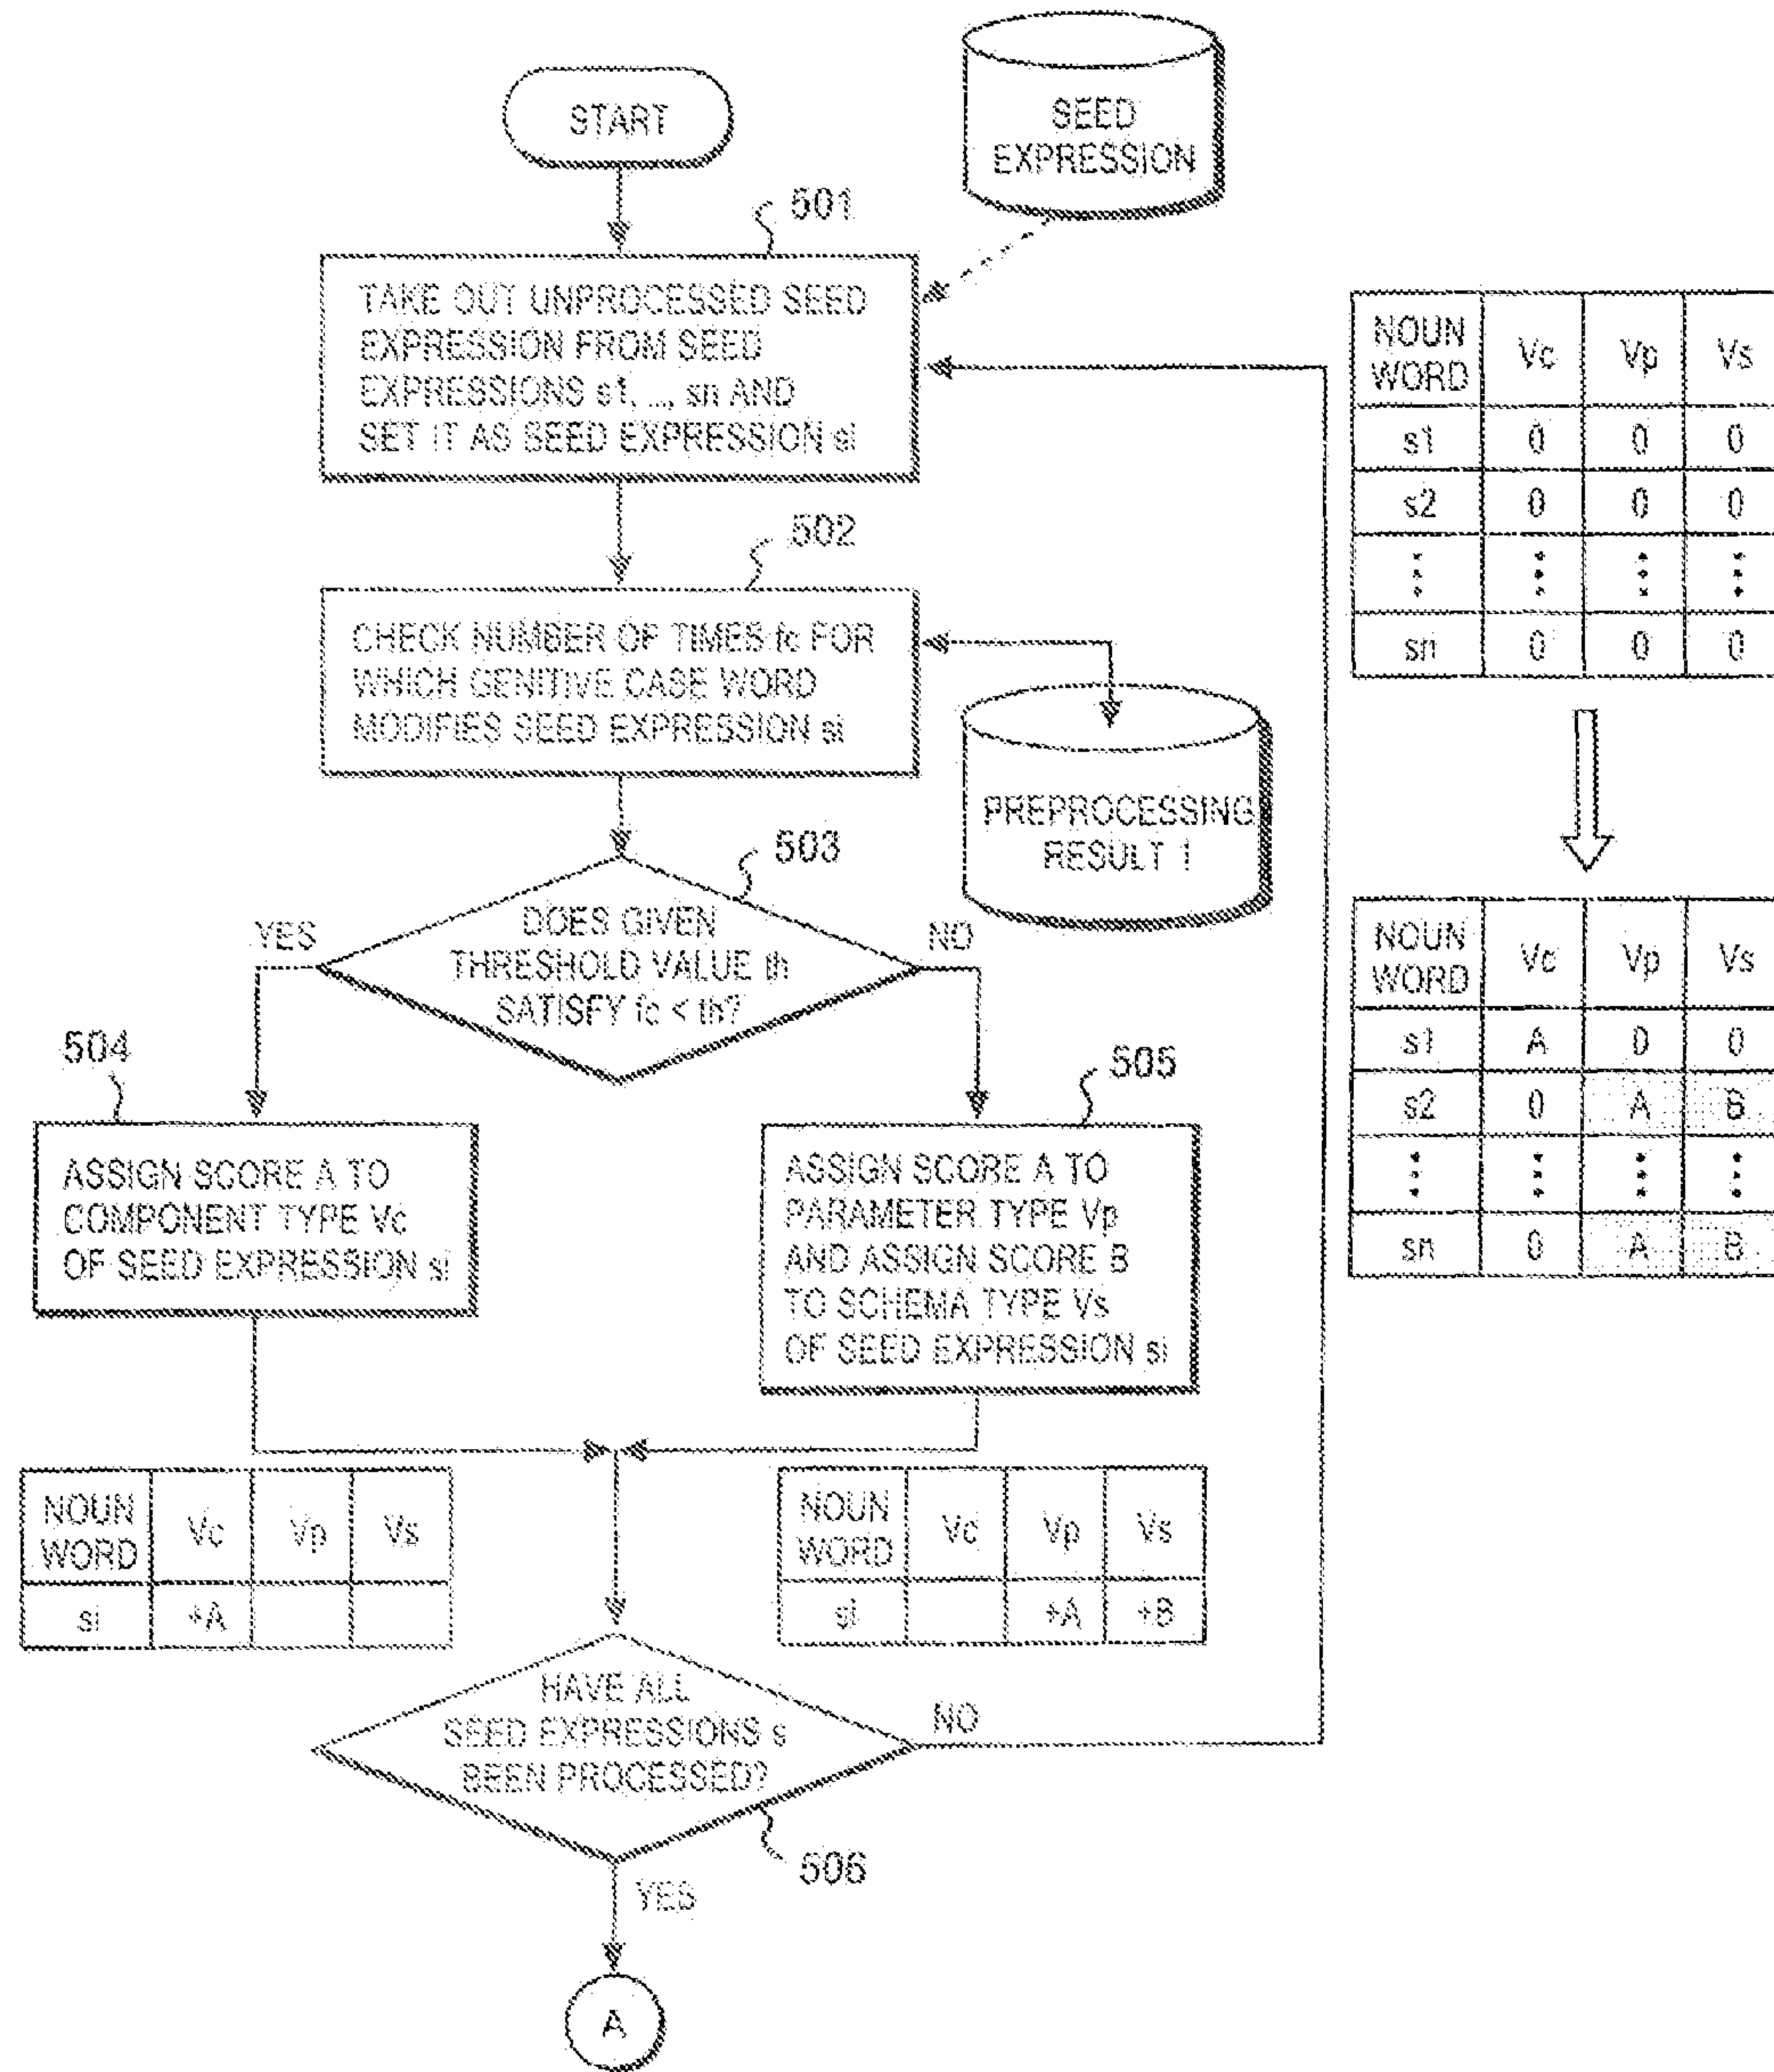 START
SEED
EXPRESSION
501
TAKE OUT UNPROCESSED SEED
EXPRESSION FROM SEED
EXPRESSIONS s1, ..., sn AND
SET IT AS SEED EXPRESSION si
502
CHECK NUMBER OF TIMES fc FOR
WHICH GENITIVE CASE WORD
MODIFIES SEED EXPRESSION si
PREPROCESSING
RESULT 1
503
DOES GIVEN
THRESHOLD VALUE th
SATISFY fc < th?
YES
NO
504
ASSIGN SCORE A TO
COMPONENT TYPE Vc
OF SEED EXPRESSION si
505
ASSIGN SCORE A TO
PARAMETER TYPE Vp
AND ASSIGN SCORE B
TO SCHEMA TYPE Vs
OF SEED EXPRESSION si
NOUN WORD Vc Vp Vs
si +A
NOUN WORD Vc Vp Vs
si +A +B
HAVE ALL
SEED EXPRESSIONS s
BEEN PROCESSED?
NO
506
YES
A
NOUN WORD Vc Vp Vs
s1 0 0 0
s2 0 0 0
⋮ ⋮ ⋮ ⋮
sn 0 0 0
NOUN WORD Vc Vp Vs
s1 A 0 0
s2 0 A B
⋮ ⋮ ⋮ ⋮
sn 0 A B